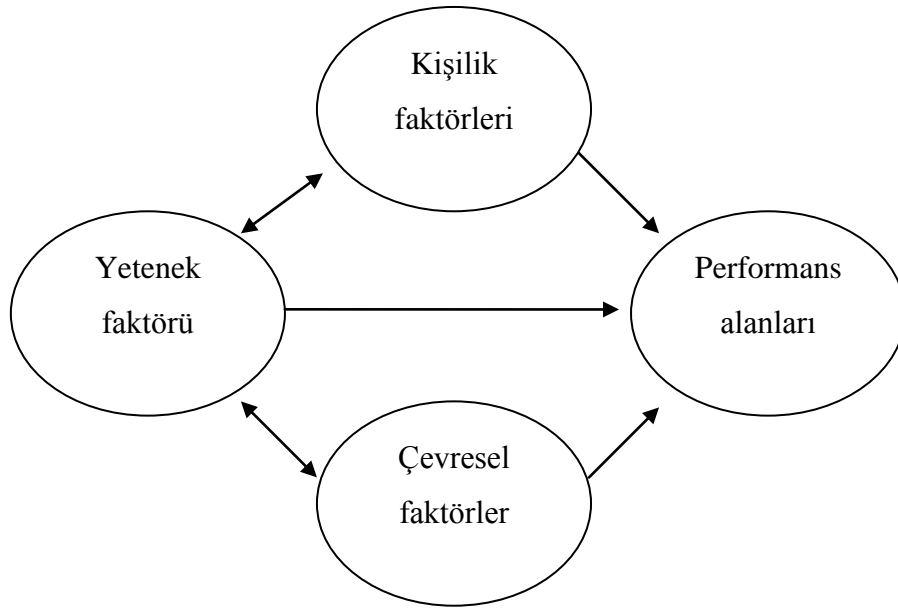 Kişilik
faktörleri
Yetenek
faktörü
Performans
alanları
Çevresel
faktörler